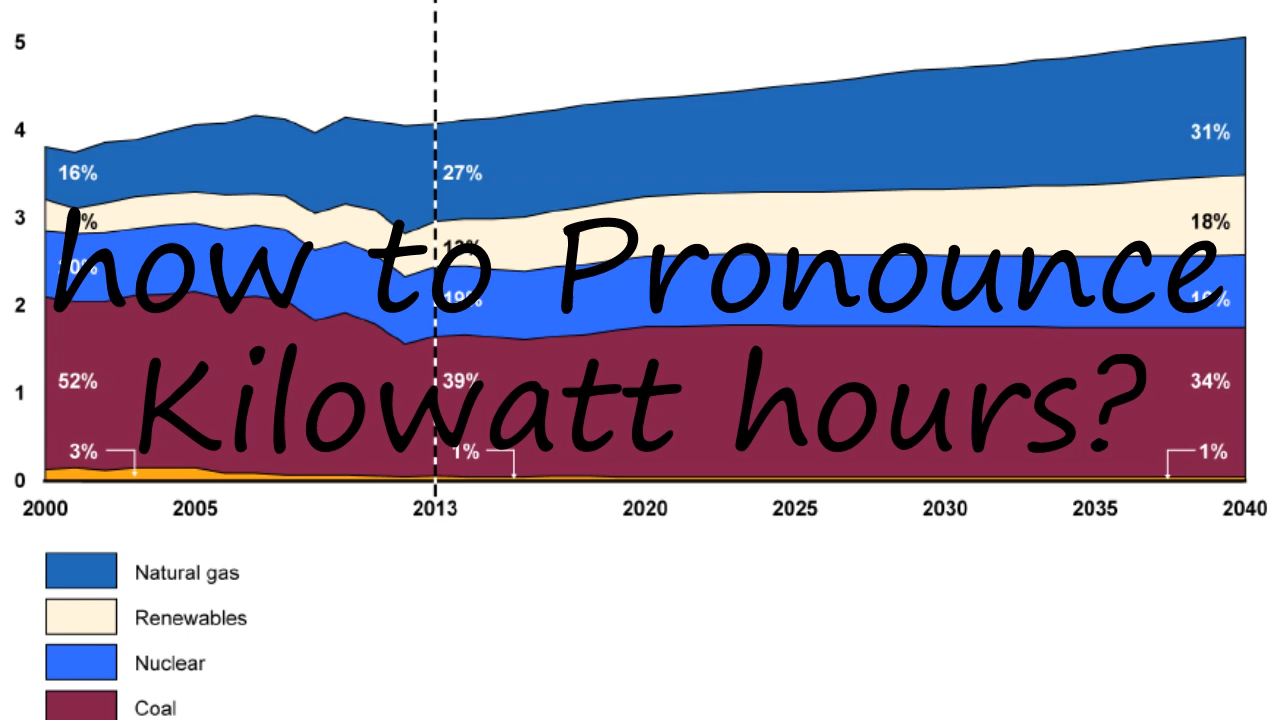 5
4
3
2
1
0
16%
27%
31%
18%
52%
39%
34%
3%
1%
1%
how to Pronounce
Kilowatt hours?
2000 2005 2013 2020 2025 2030 2035 2040
Natural gas
Renewables
Nuclear
Coal